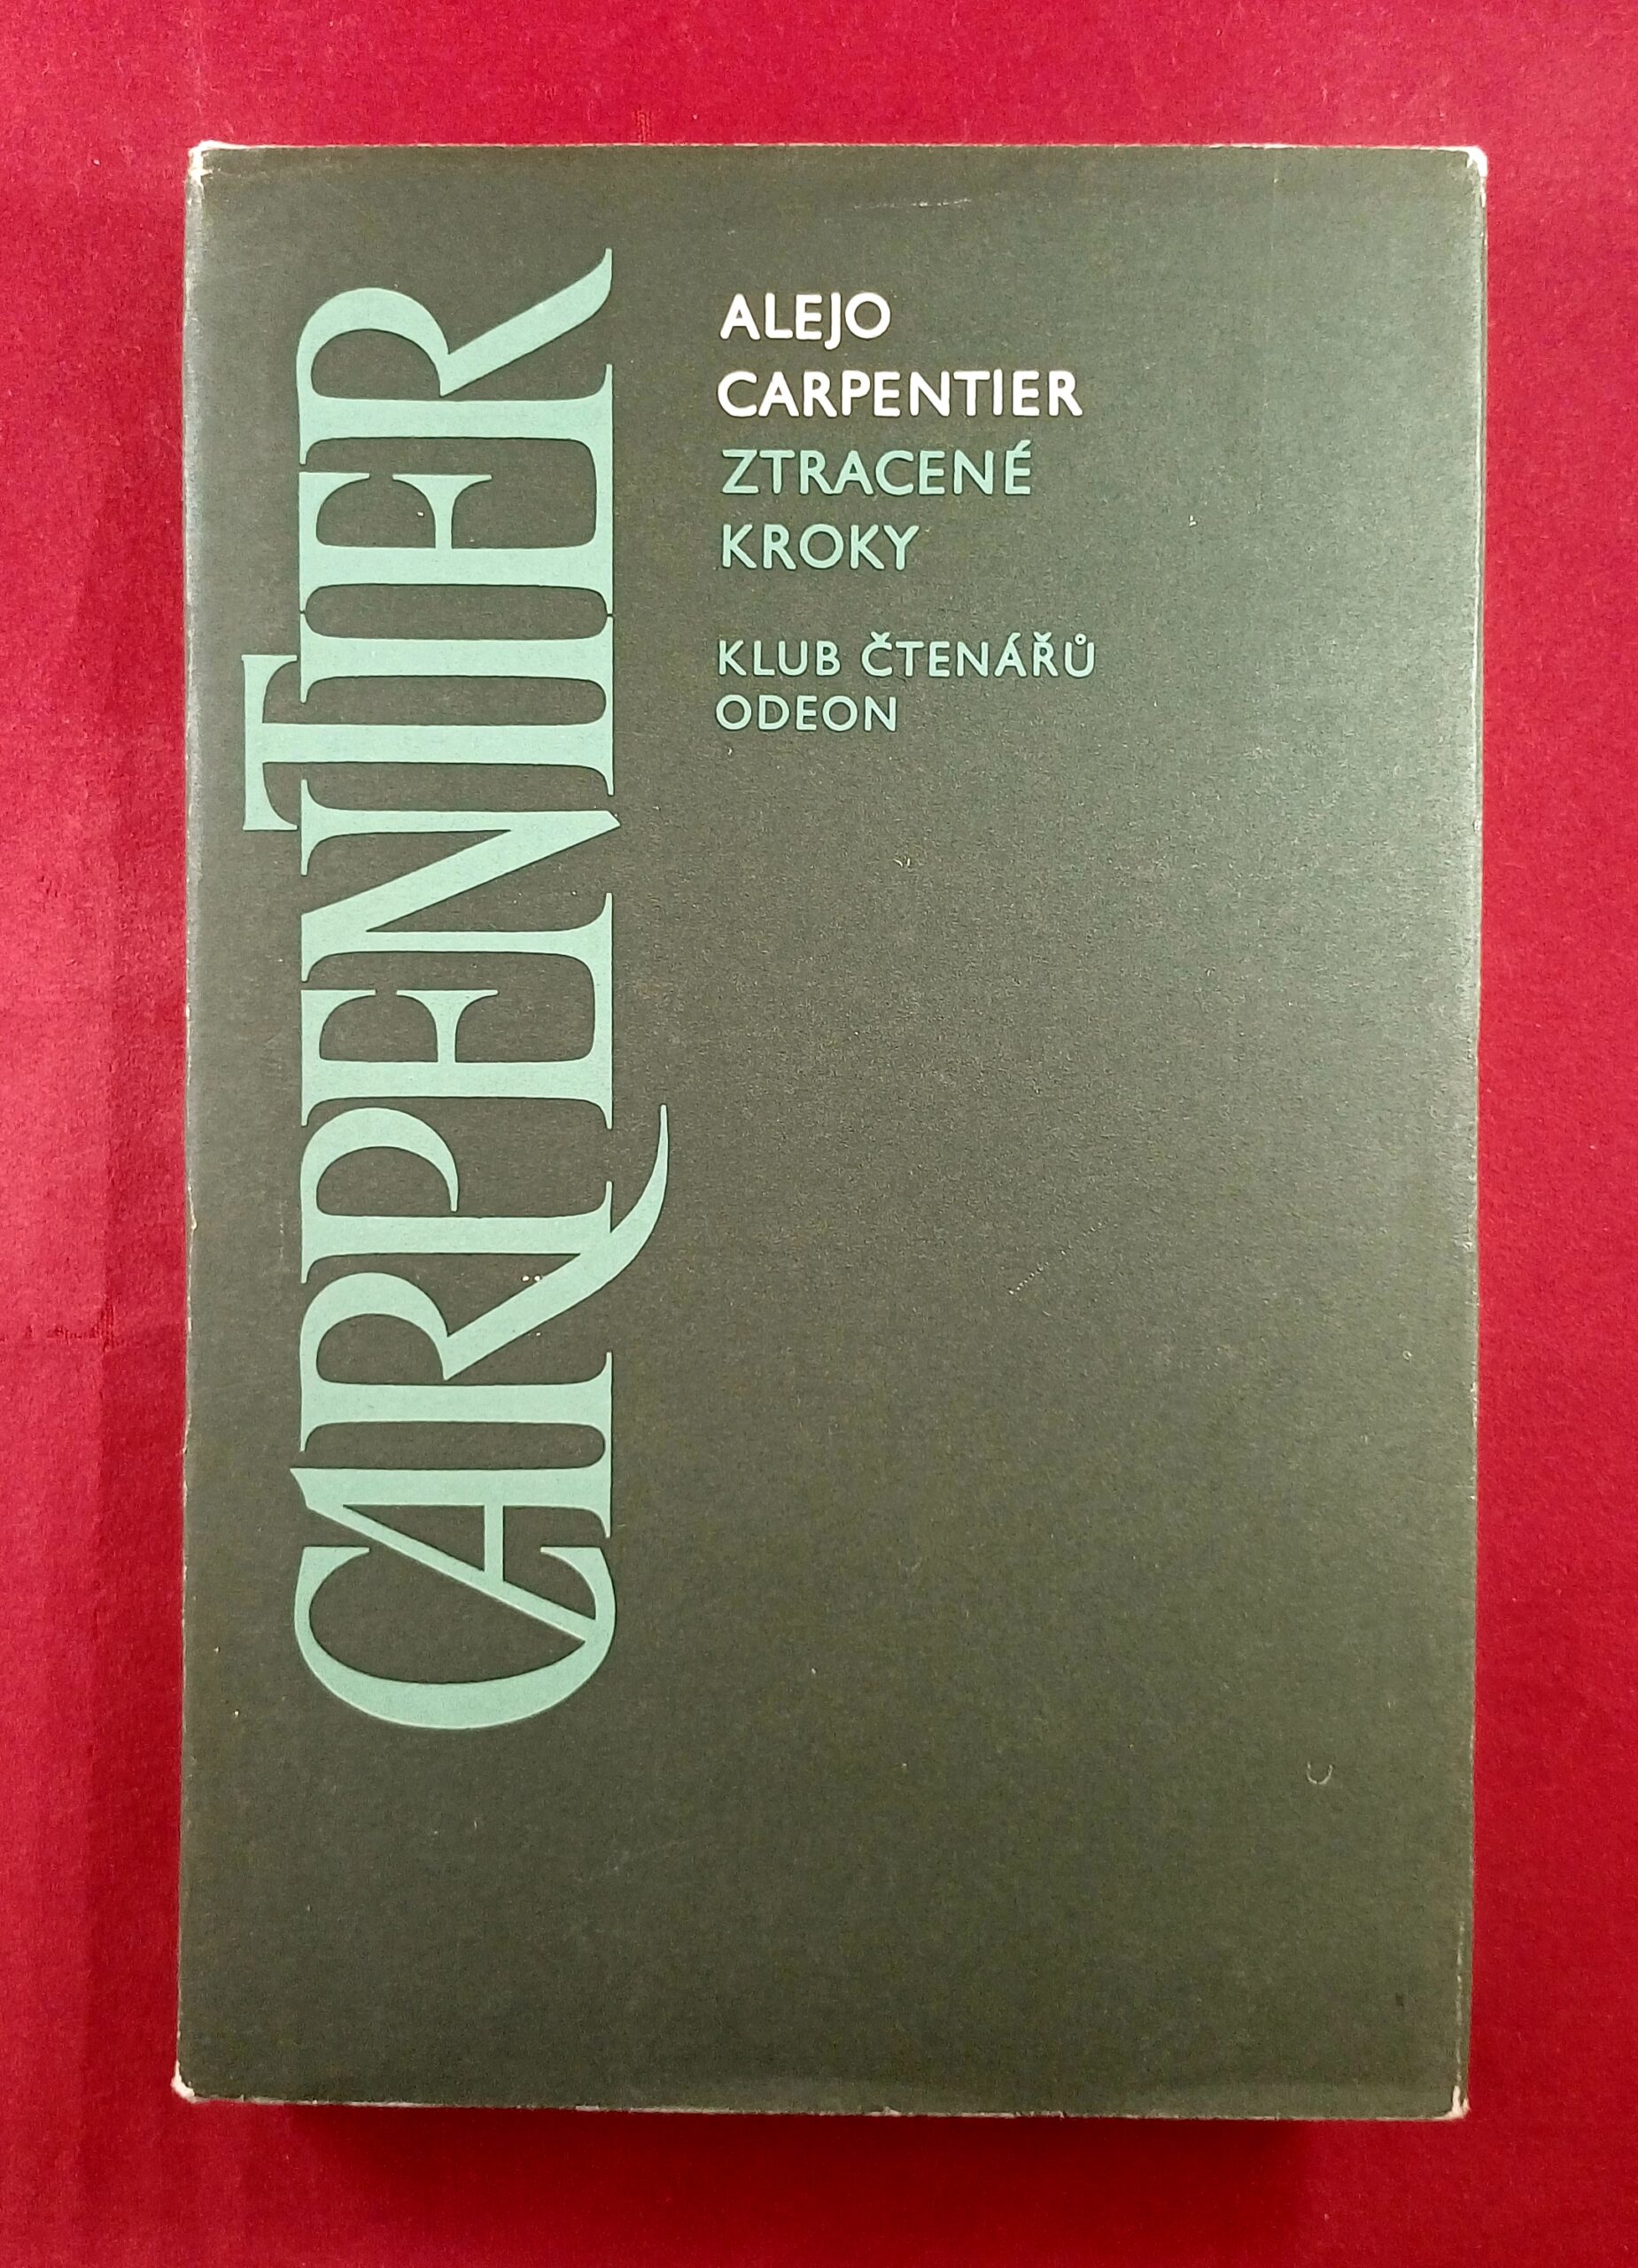 CARPENTIER
ALEJO
CARPENTIER
ZTRACENÉ
KROKY
KLUB ČTENÁŘŮ
ODEON